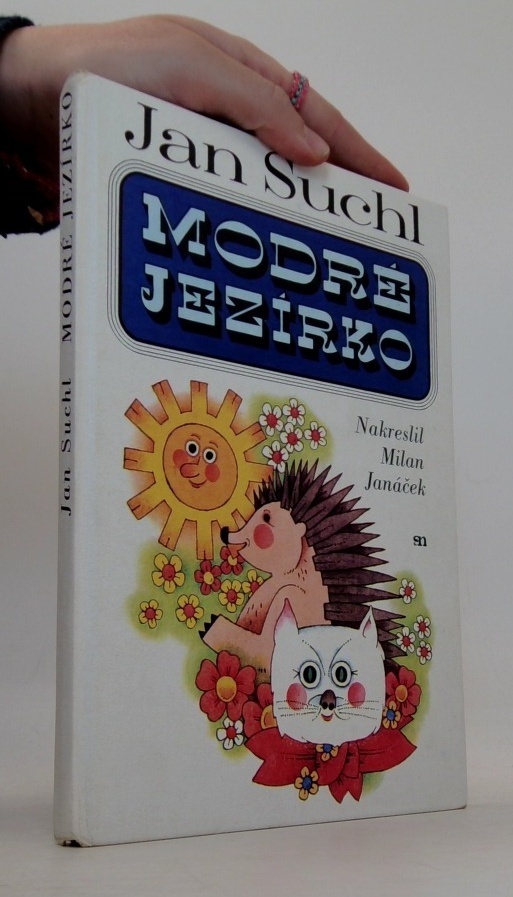 Jan Suchl
MODRÉ
JEZÍRKO
Nakreslil
Milan
Janáček
sn
Jan Suchl MODRÉ JEZÍRKO